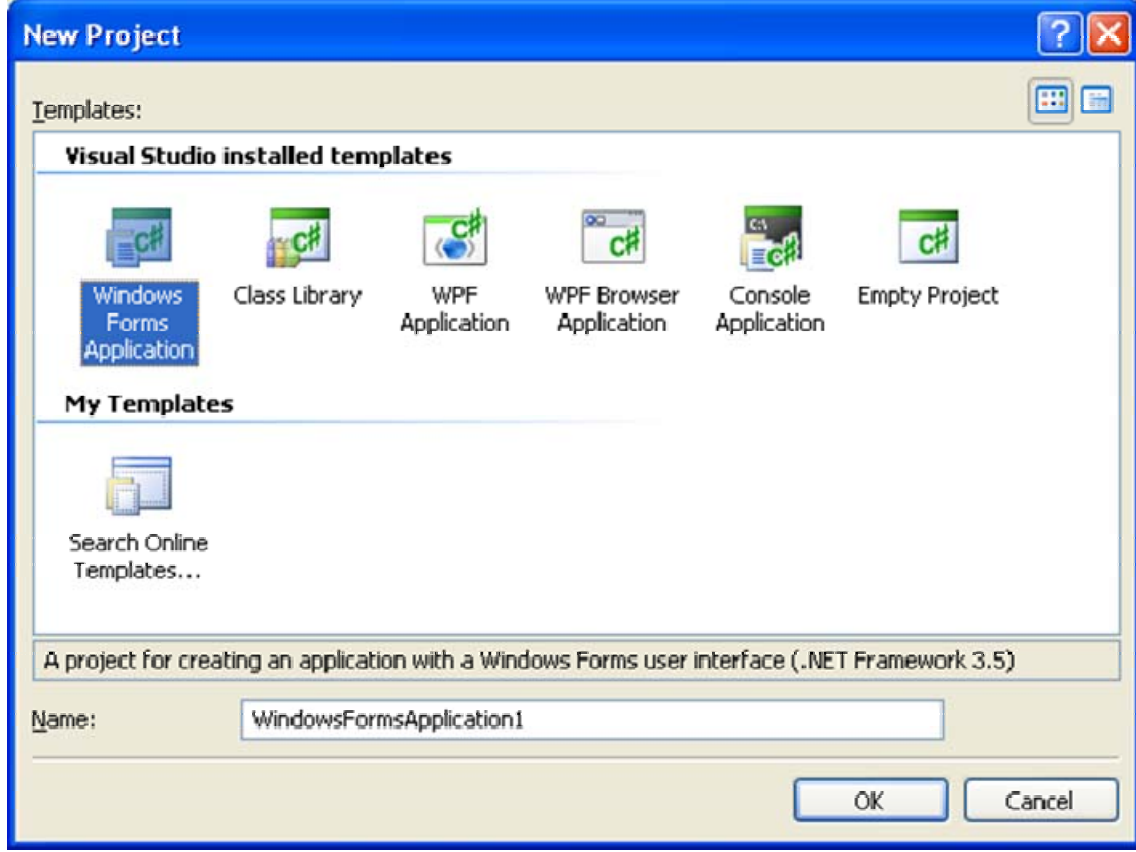 New Project
Templates:
Visual Studio installed templates
Windows Forms Application
Class Library
WPF Application
WPF Browser Application
Console Application
Empty Project
My Templates
Search Online Templates...
A project for creating an application with a Windows Forms user interface (.NET Framework 3.5)
Name:
WindowsFormsApplication1
OK
Cancel